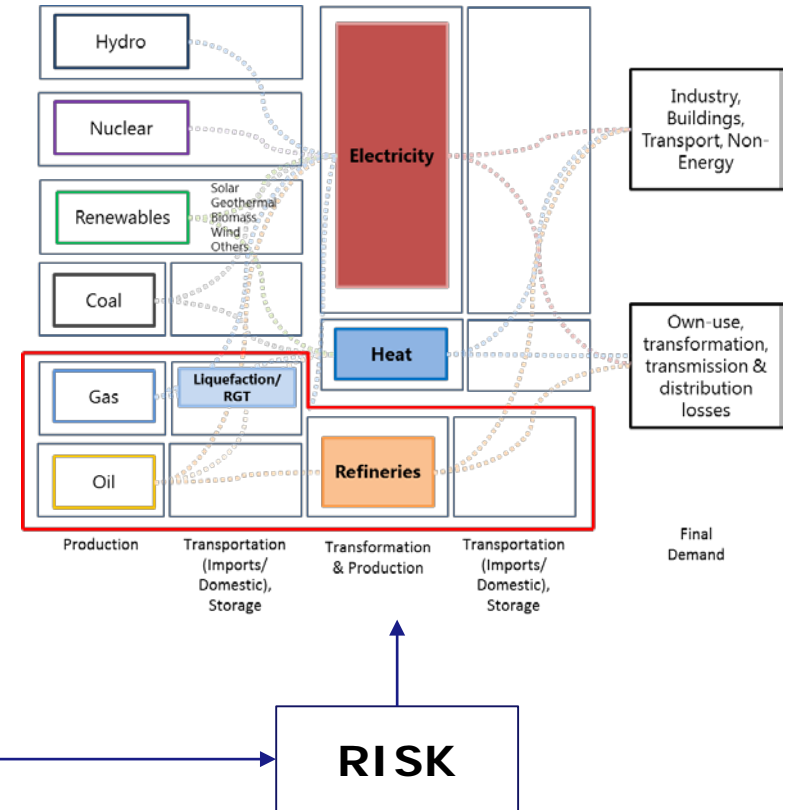 Hydro
Nuclear
Renewables
Solar
Geothermal
Biomass
Wind
Others
Coal
Gas
Oil
Liquefaction/
RGT
Electricity
Heat
Refineries
Industry,
Buildings,
Transport, Non-
Energy
Own-use,
transformation,
transmission &
distribution
losses
Production
Transportation
(Imports/
Domestic),
Storage
Transformation
& Production
Transportation
(Imports/
Domestic),
Storage
Final
Demand
RISK